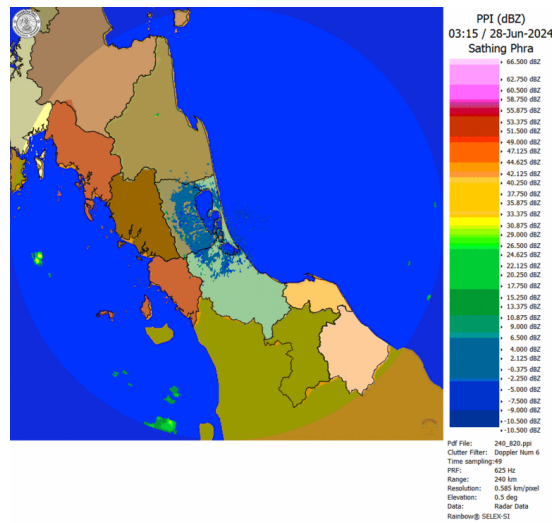 PPI (dBZ)
03:15 / 28-Jun-2024
Sathing Phra
66.500 dBZ
62.750 dBZ
60.500 dBZ
58.750 dBZ
55.875 dBZ
53.375 dBZ
51.500 dBZ
49.000 dBZ
47.125 dBZ
44.625 dBZ
42.125 dBZ
40.250 dBZ
37.750 dBZ
35.875 dBZ
33.375 dBZ
30.875 dBZ
29.000 dBZ
26.500 dBZ
24.625 dBZ
22.125 dBZ
20.250 dBZ
17.750 dBZ
15.250 dBZ
13.375 dBZ
10.875 dBZ
9.000 dBZ
6.500 dBZ
4.000 dBZ
2.125 dBZ
-0.375 dBZ
-2.250 dBZ
-5.000 dBZ
-7.500 dBZ
-9.000 dBZ
-10.500 dBZ
-10.500 dBZ
Pdf File: 240_820.ppi
Clutter Filter: Doppler Num 6
Time sampling:49
PRF: 625 Hz
Range: 240 km
Resolution: 0.585 km/pixel
Elevation: 0.5 deg
Data: Radar Data
Rainbow® SELEX-SI